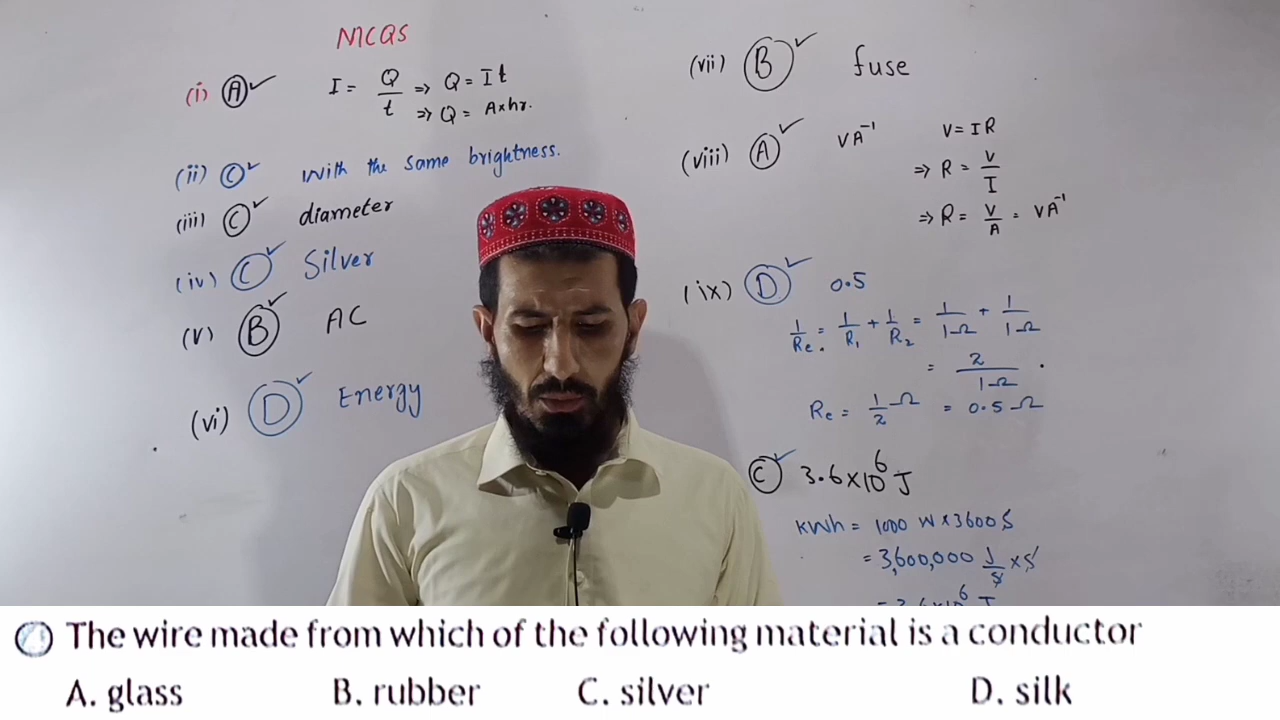 MCQS
(i) A ✓ I = Q/t ⇒ Q = It
⇒ Q = A×hr.
(ii) C ✓ with the same brightness.
(iii) C ✓ diameter
(iv) C ✓ Silver
(v) B ✓ AC
(vi) D ✓ Energy
(vii) B ✓ fuse
(viii) A ✓ VA⁻¹ V = IR
⇒ R = V/I
⇒ R = V/A = VA⁻¹
(ix) D ✓ 0.5
1/Re = 1/R₁ + 1/R₂ = 1/1Ω + 1/1Ω
= 2/1Ω
Re = 1/2 Ω = 0.5 Ω
C ✓ 3.6×10⁶ J
kWh = 1000 W × 3600 S
= 3,600,000 J/s × s
The wire made from which of the following material is a conductor
A. glass B. rubber C. silver D. silk